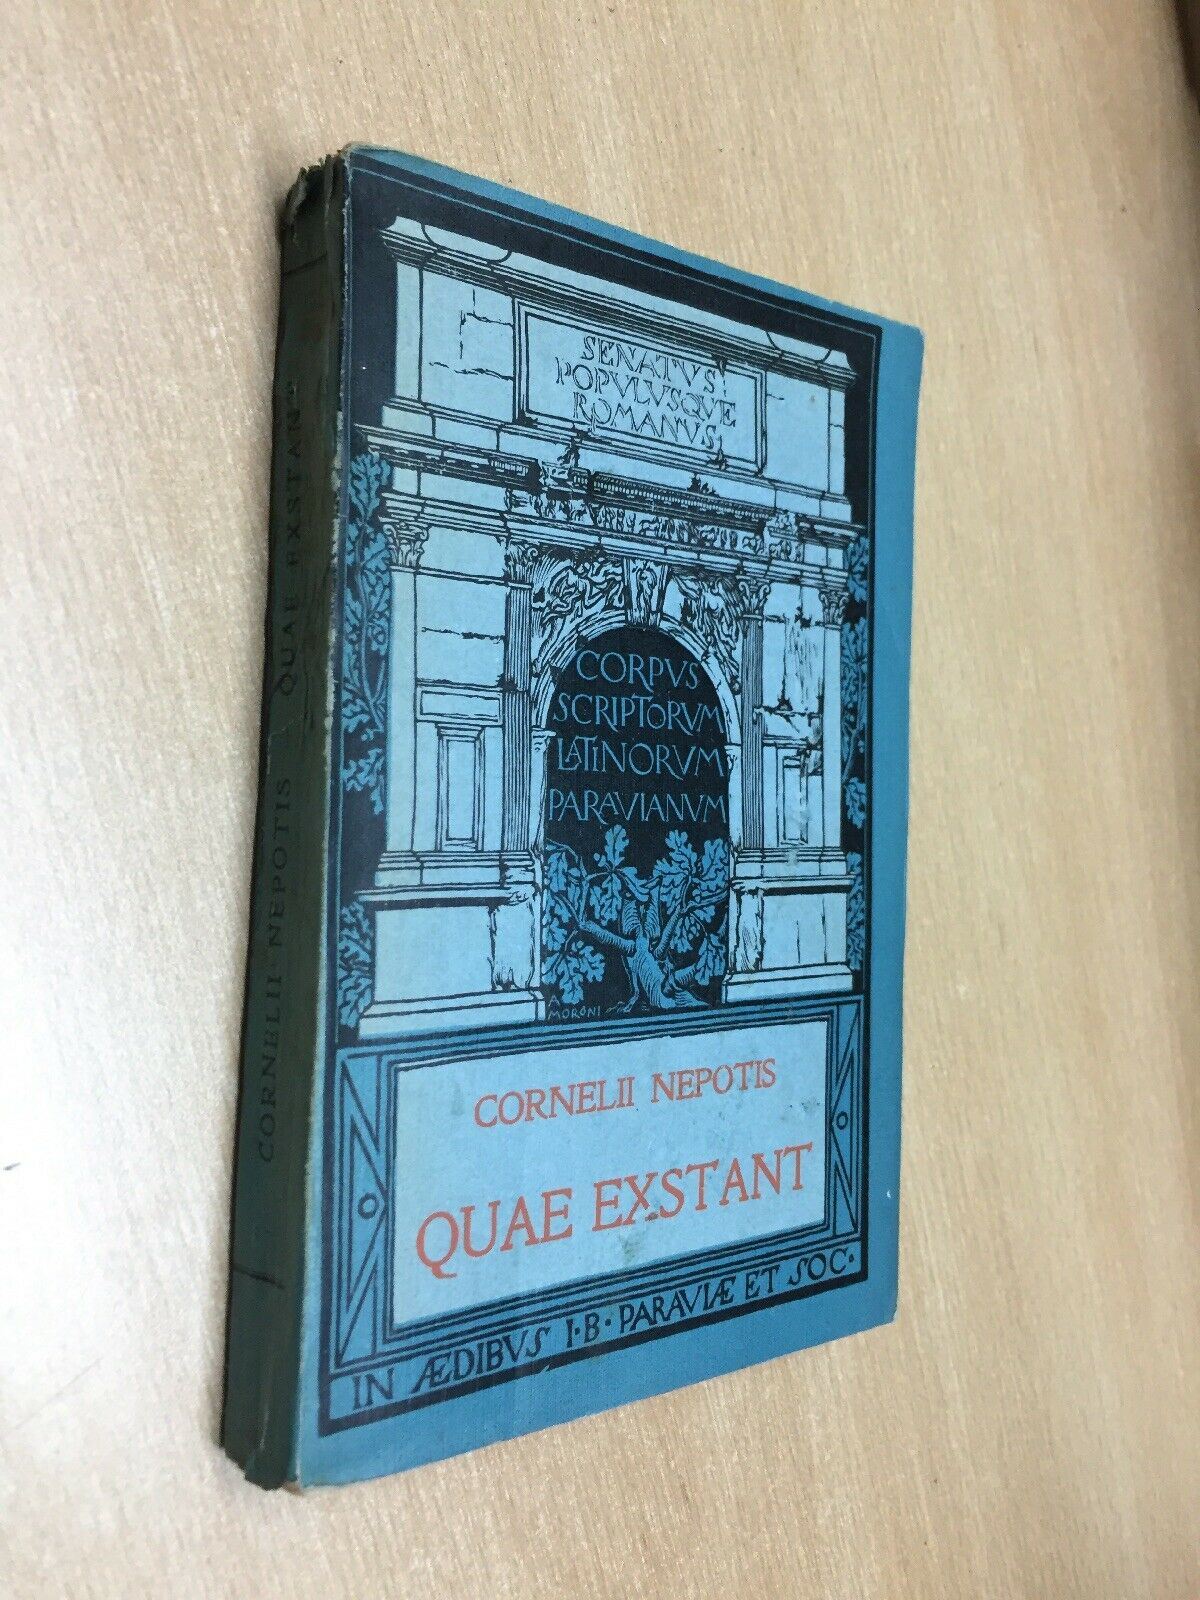 SENATVS
POPVLVSQVE
ROMANVS
CORPVS
SCRIPTORVM
LATINORVM
PARAVIANVM
A
MORONI
CORNELII NEPOTIS
QUAE EXSTANT
IN ÆDIBVS I·B·PARAVIÆ ET SOC·
CORNELII NEPOTIS QUAE EXSTANT